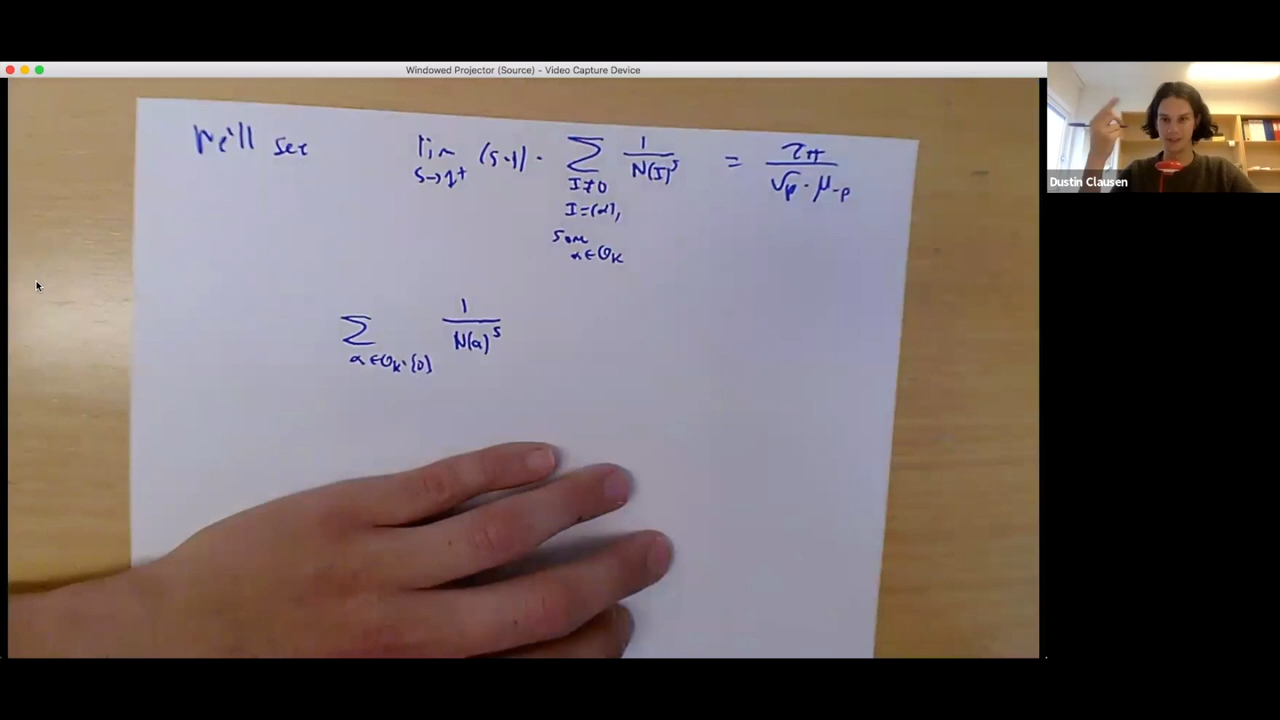 Windowed Projector (Source) - Video Capture Device
Dustin Clausen
We'll see lim (s-1) · ∑ 1/N(I)^s = 2π/(√p · μ_-p)
s→1+
I≠0
I=(α),
some
α∈O_K
∑ 1/N(α)^s
α∈O_K∖{0}